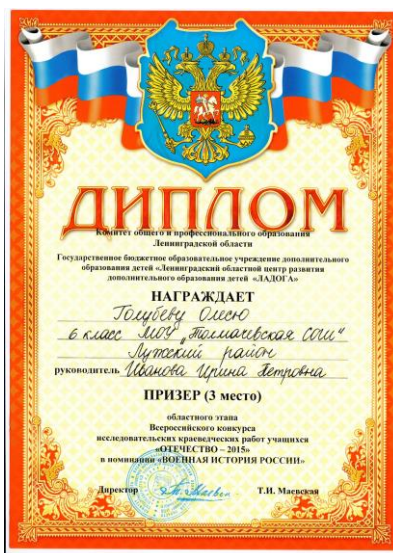 ДИПЛОМ
Комитет общего и профессионального образования
Ленинградской области
Государственное бюджетное образовательное учреждение дополнительного
образования детей «Ленинградский областной центр развития
дополнительного образования детей «ЛАДОГА»
НАГРАЖДАЕТ
Голубеву Олесю
6 класс МОУ „Толмачевская СОШ"
Лужский район
руководитель Иванова Ирина Петровна
ПРИЗЕР (3 место)
областного этапа
Всероссийского конкурса
исследовательских краеведческих работ учащихся
«ОТЕЧЕСТВО – 2015»
в номинации «ВОЕННАЯ ИСТОРИЯ РОССИИ»
Директор Т.И. Маевская